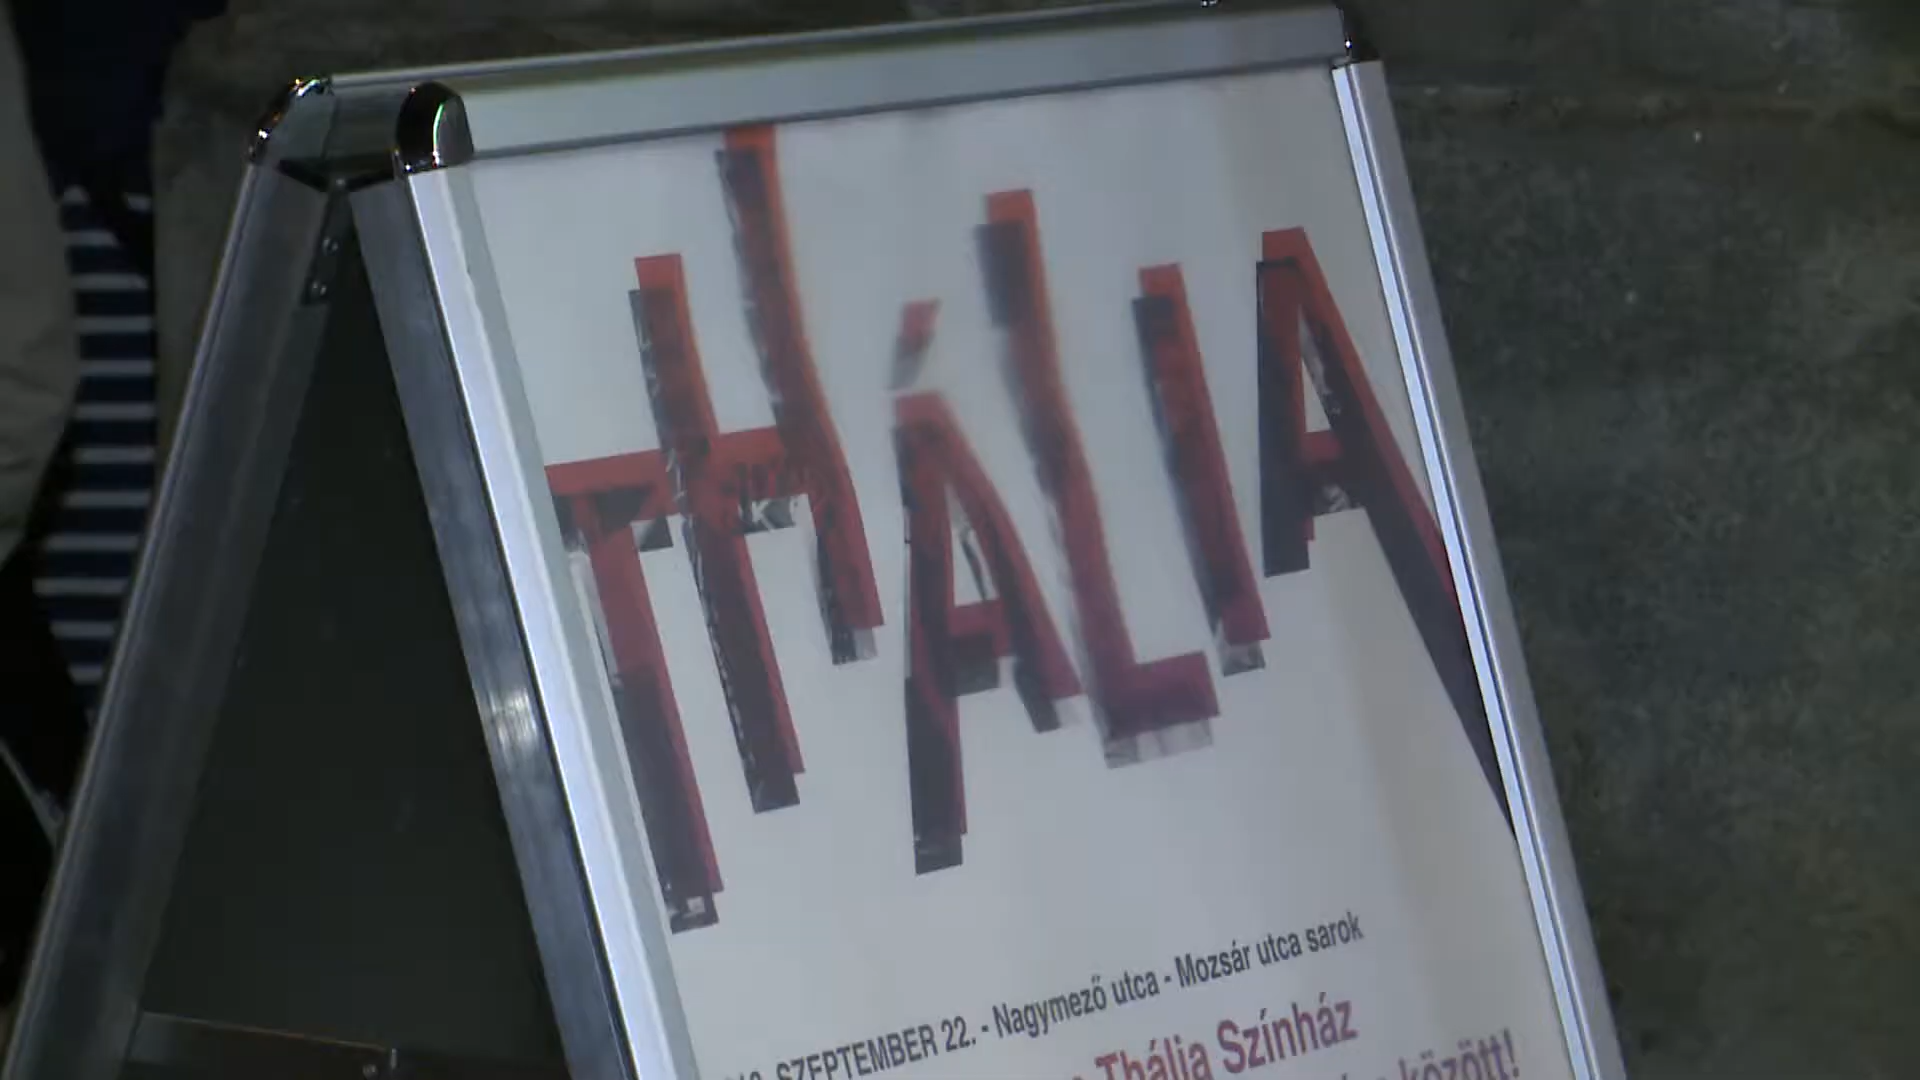 THÁLIA
SZEPTEMBER 22. - Nagymező utca - Mozsár utca sarok
Thália Színház
között!